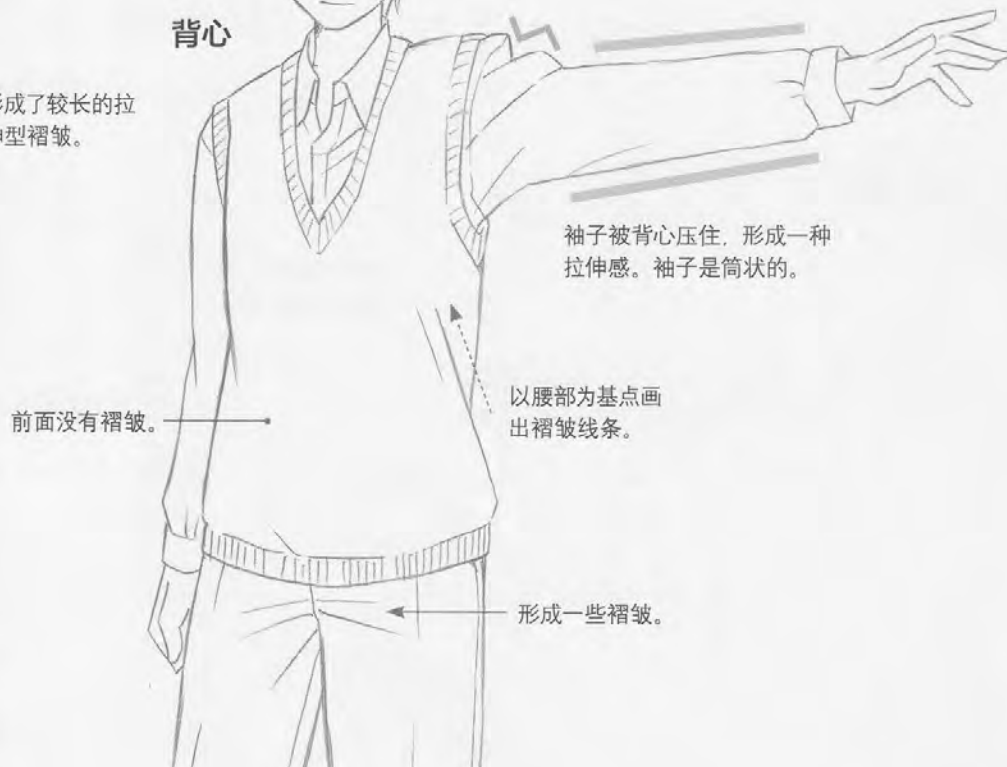 背心
形成了较长的拉
伸型褶皱。
袖子被背心压住，形成一种
拉伸感。袖子是筒状的。
以腰部为基点画
出褶皱线条。
前面没有褶皱。
形成一些褶皱。